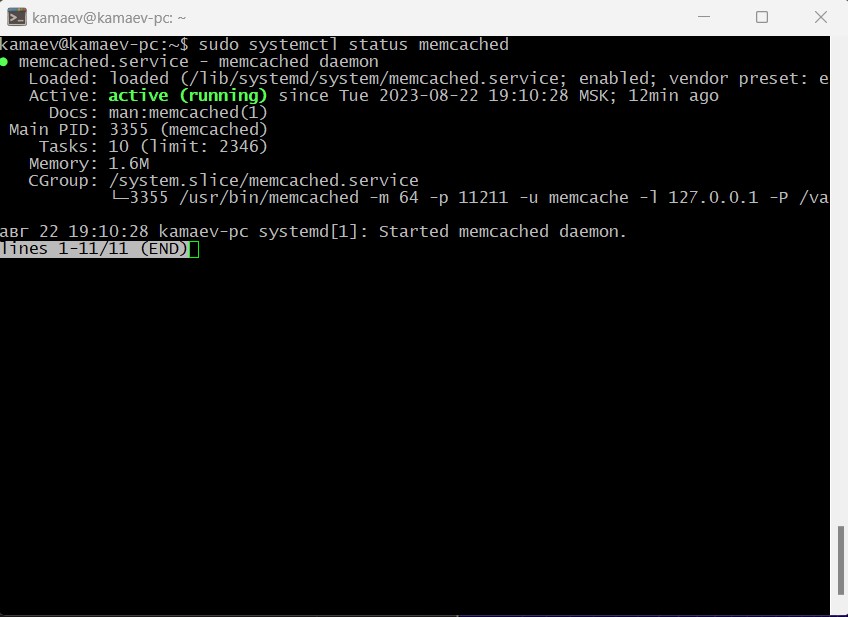 kamaev@kamaev-pc: ~
kamaev@kamaev-pc:~$ sudo systemctl status memcached
● memcached.service - memcached daemon
   Loaded: loaded (/lib/systemd/system/memcached.service; enabled; vendor preset: e
   Active: active (running) since Tue 2023-08-22 19:10:28 MSK; 12min ago
     Docs: man:memcached(1)
 Main PID: 3355 (memcached)
    Tasks: 10 (limit: 2346)
   Memory: 1.6M
   CGroup: /system.slice/memcached.service
           └─3355 /usr/bin/memcached -m 64 -p 11211 -u memcache -l 127.0.0.1 -P /va
авг 22 19:10:28 kamaev-pc systemd[1]: Started memcached daemon.
lines 1-11/11 (END)